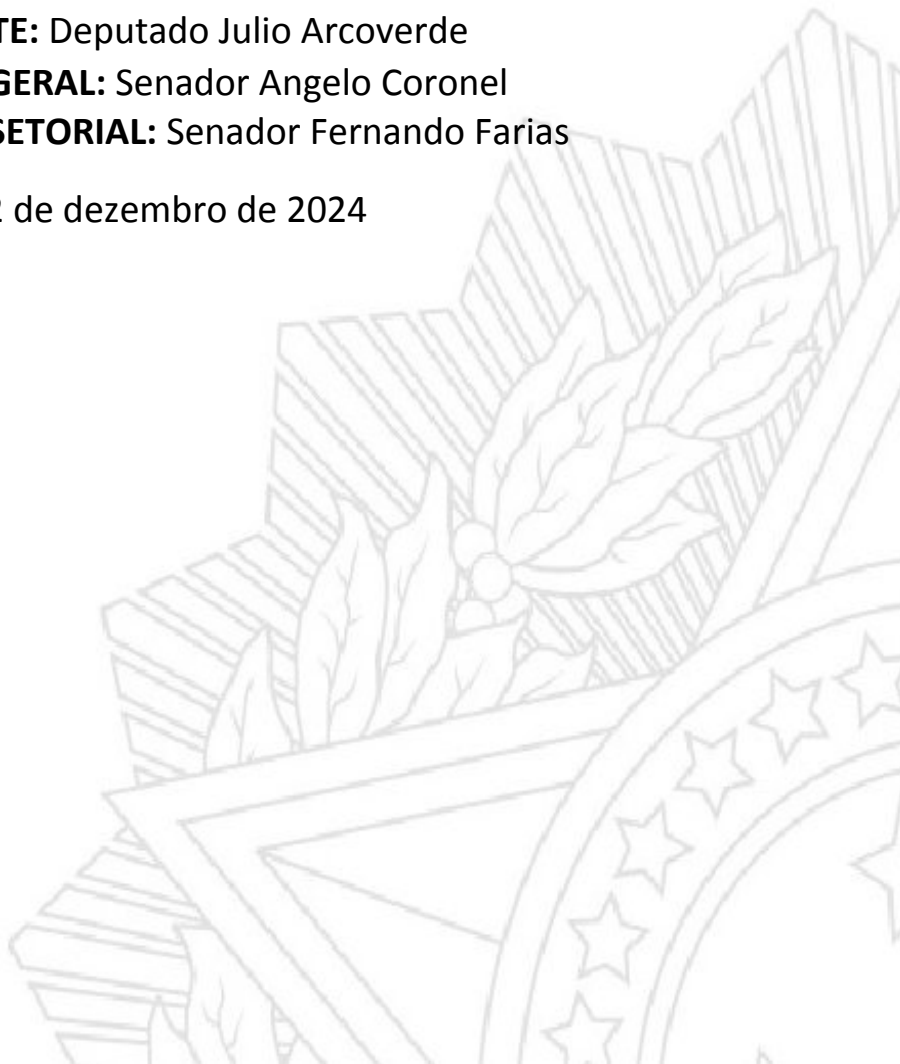 TE: Deputado Julio Arcoverde
GERAL: Senador Angelo Coronel
SETORIAL: Senador Fernando Farias
2 de dezembro de 2024